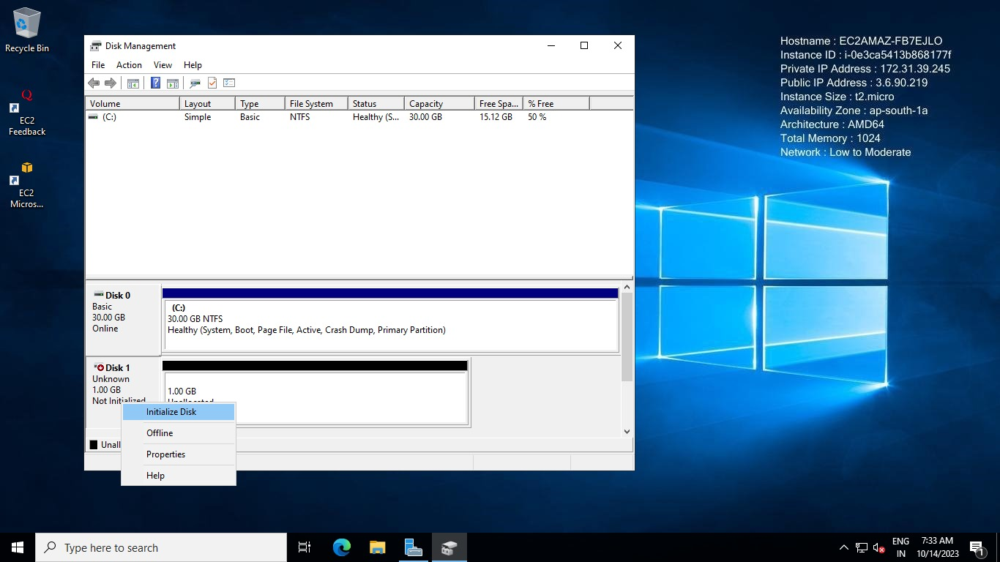 Recycle Bin
EC2
Feedback
EC2
Micros...
Hostname : EC2AMAZ-FB7EJLO
Instance ID : i-0e3ca5413b868177f
Private IP Address : 172.31.39.245
Public IP Address : 3.6.90.219
Instance Size : t2.micro
Availability Zone : ap-south-1a
Architecture : AMD64
Total Memory : 1024
Network : Low to Moderate
Disk Management
File Action View Help
Volume Layout Type File System Status Capacity Free Spa... % Free
(C:) Simple Basic NTFS Healthy (S... 30.00 GB 15.12 GB 50 %
Disk 0
Basic
30.00 GB
Online
(C:)
30.00 GB NTFS
Healthy (System, Boot, Page File, Active, Crash Dump, Primary Partition)
Disk 1
Unknown
1.00 GB
Not Initialized
1.00 GB
Unallocated
Initialize Disk
Offline
Properties
Help
Unall
Type here to search
ENG
IN
7:33 AM
10/14/2023
1